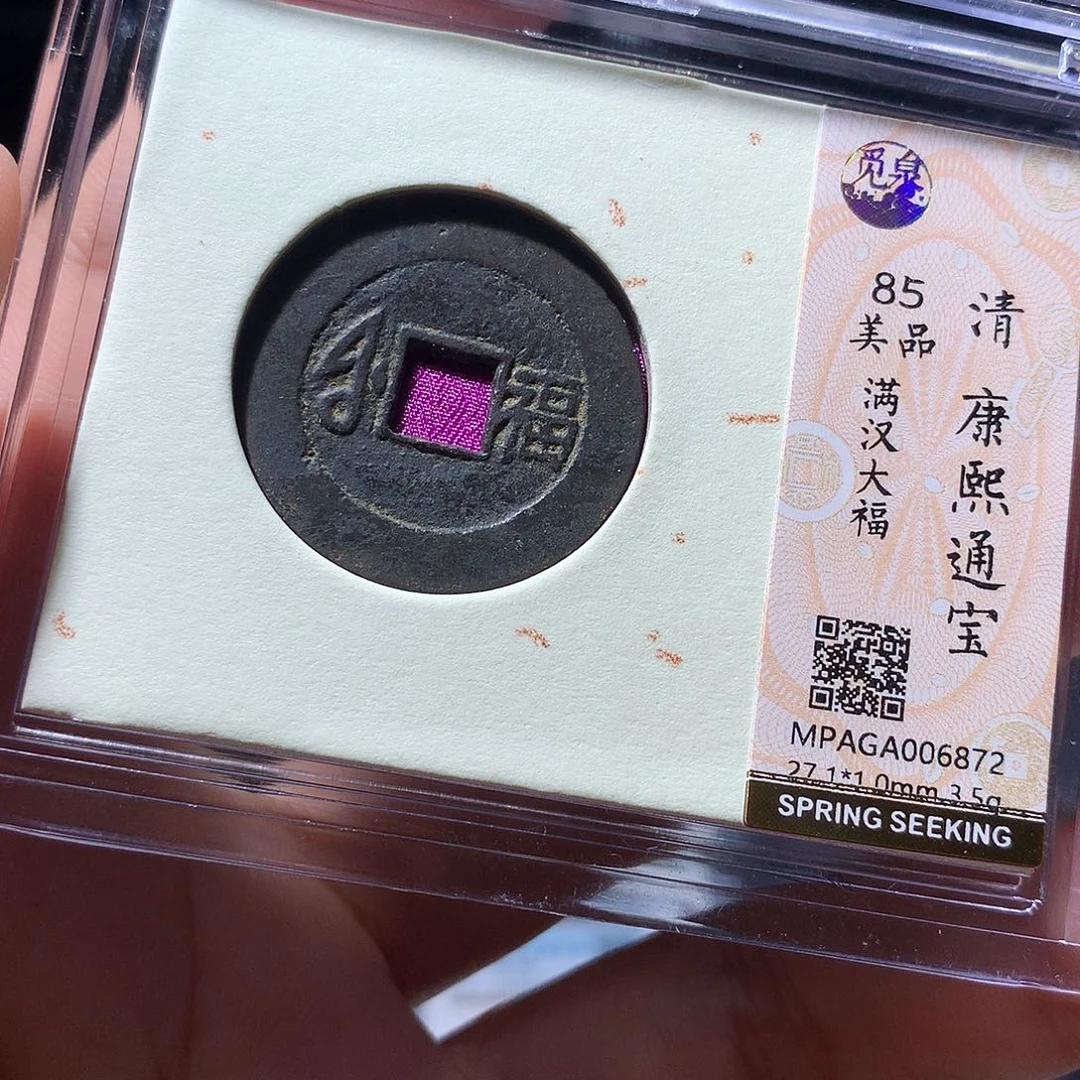 福
觅泉
清 康熙通宝
85
美品
满汉大福
MPAGA006872
27.1*1.0mm 3.5g
SPRING SEEKING